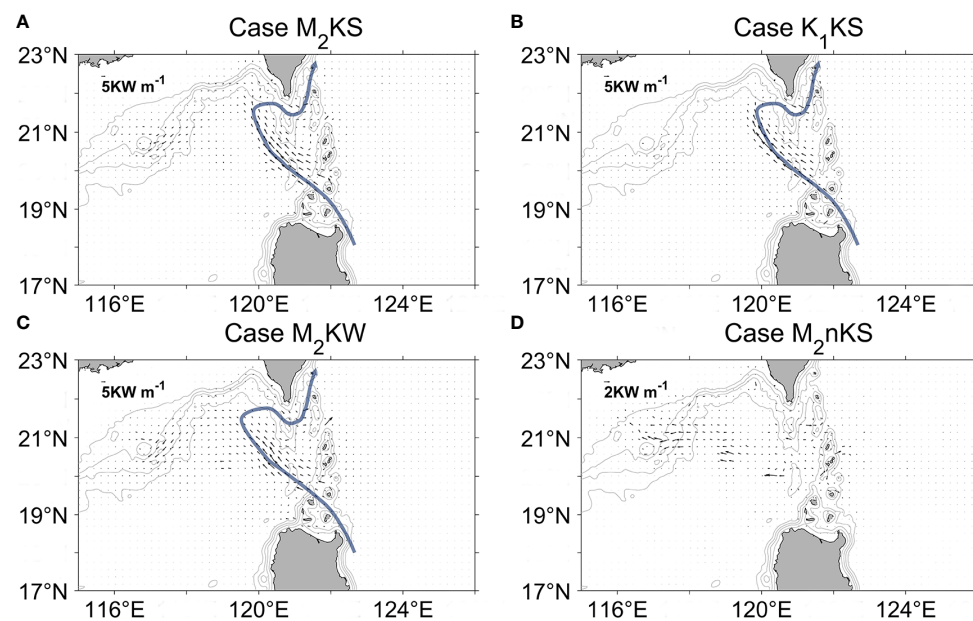 A
Case M₂KS
23°N
5KW m⁻¹
21°N
19°N
17°N
116°E 120°E 124°E
B
Case K₁KS
23°N
5KW m⁻¹
21°N
19°N
17°N
116°E 120°E 124°E
C
Case M₂KW
23°N
5KW m⁻¹
21°N
19°N
17°N
116°E 120°E 124°E
D
Case M₂nKS
23°N
2KW m⁻¹
21°N
19°N
17°N
116°E 120°E 124°E